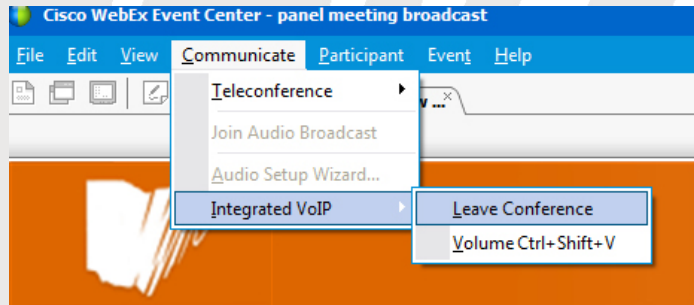 Cisco WebEx Event Center - panel meeting broadcast
File Edit View Communicate Participant Event Help
Teleconference
Join Audio Broadcast
Audio Setup Wizard...
Integrated VoIP
Leave Conference
Volume Ctrl+Shift+V